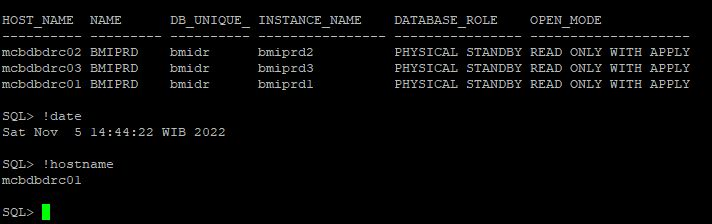 HOST_NAME NAME DB_UNIQUE_ INSTANCE_NAME DATABASE_ROLE OPEN_MODE
---------- --------- ---------- ---------------- ---------------- --------------------
mcbdbdrc02 BMIPRD bmidr bmiprd2 PHYSICAL STANDBY READ ONLY WITH APPLY
mcbdbdrc03 BMIPRD bmidr bmiprd3 PHYSICAL STANDBY READ ONLY WITH APPLY
mcbdbdrc01 BMIPRD bmidr bmiprd1 PHYSICAL STANDBY READ ONLY WITH APPLY
SQL> !date
Sat Nov  5 14:44:22 WIB 2022
SQL> !hostname
mcbdbdrc01
SQL>